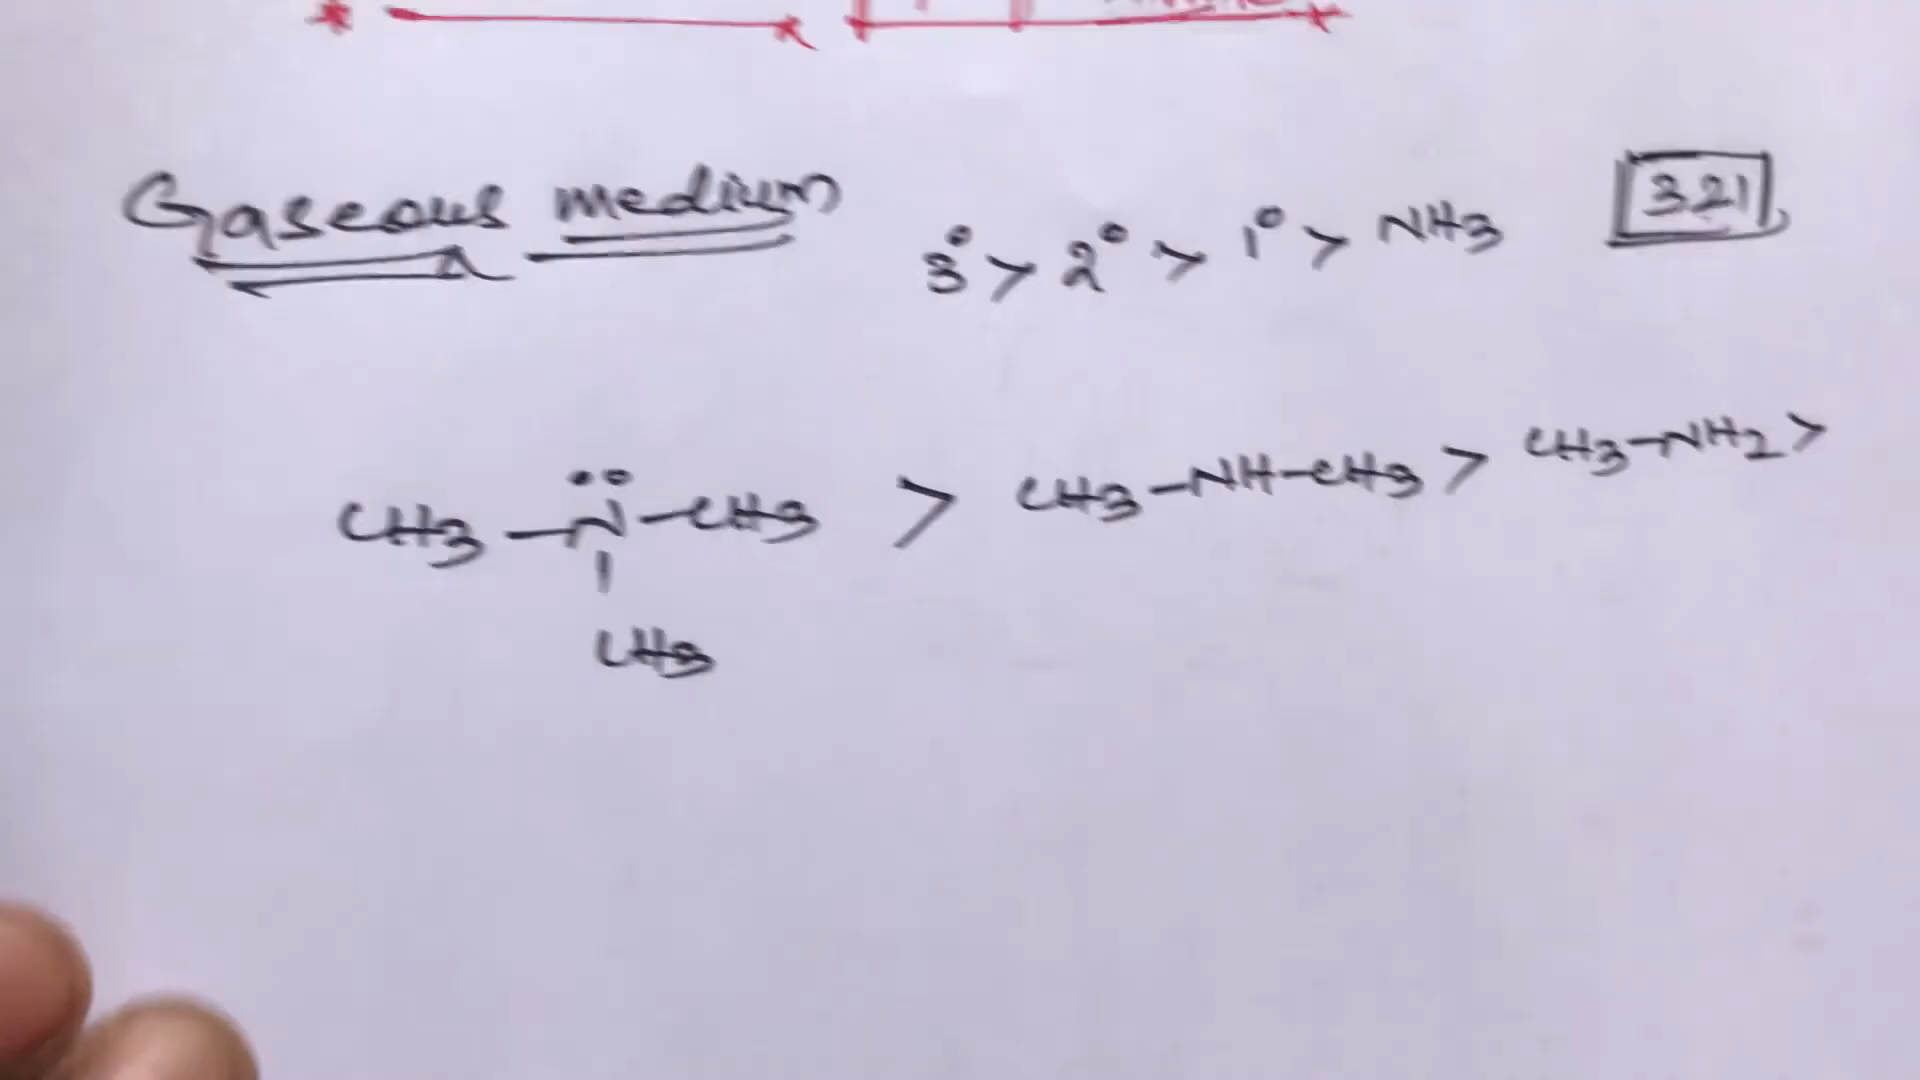 Gaseous medium 3° > 2° > 1° > NH3 321
CH3-N̈-CH3 > CH3-NH-CH3 > CH3-NH2 >
|
CH3